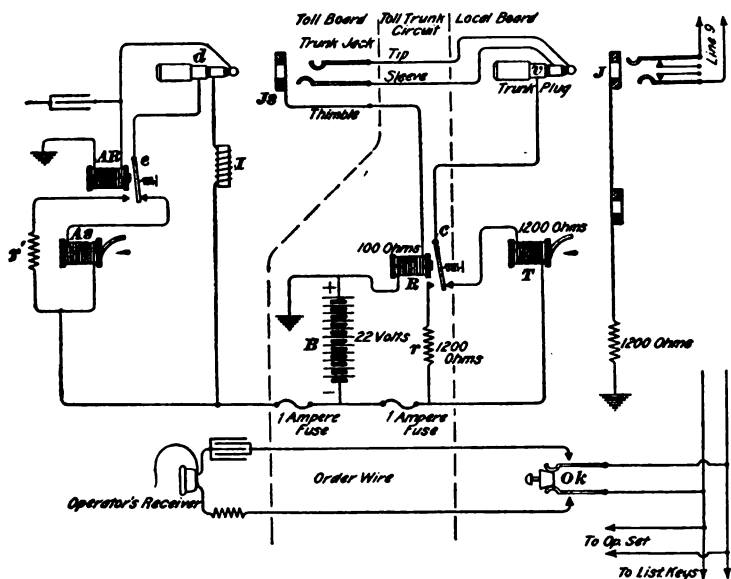 Toll Board
Toll Trunk Circuit
Local Board
Trunk Jack
Tip
Sleeve
Thimble
Trunk Plug
d
J2
v
J
Line 9
AR
e
I
r'
As
100 Ohms
R
c
1200 Ohms
T
+
B
22 Volts
-
r
1200 Ohms
1200 Ohms
1 Ampere Fuse
1 Ampere Fuse
Order Wire
Operator's Receiver
Ok
To Op. Set
To List Keys